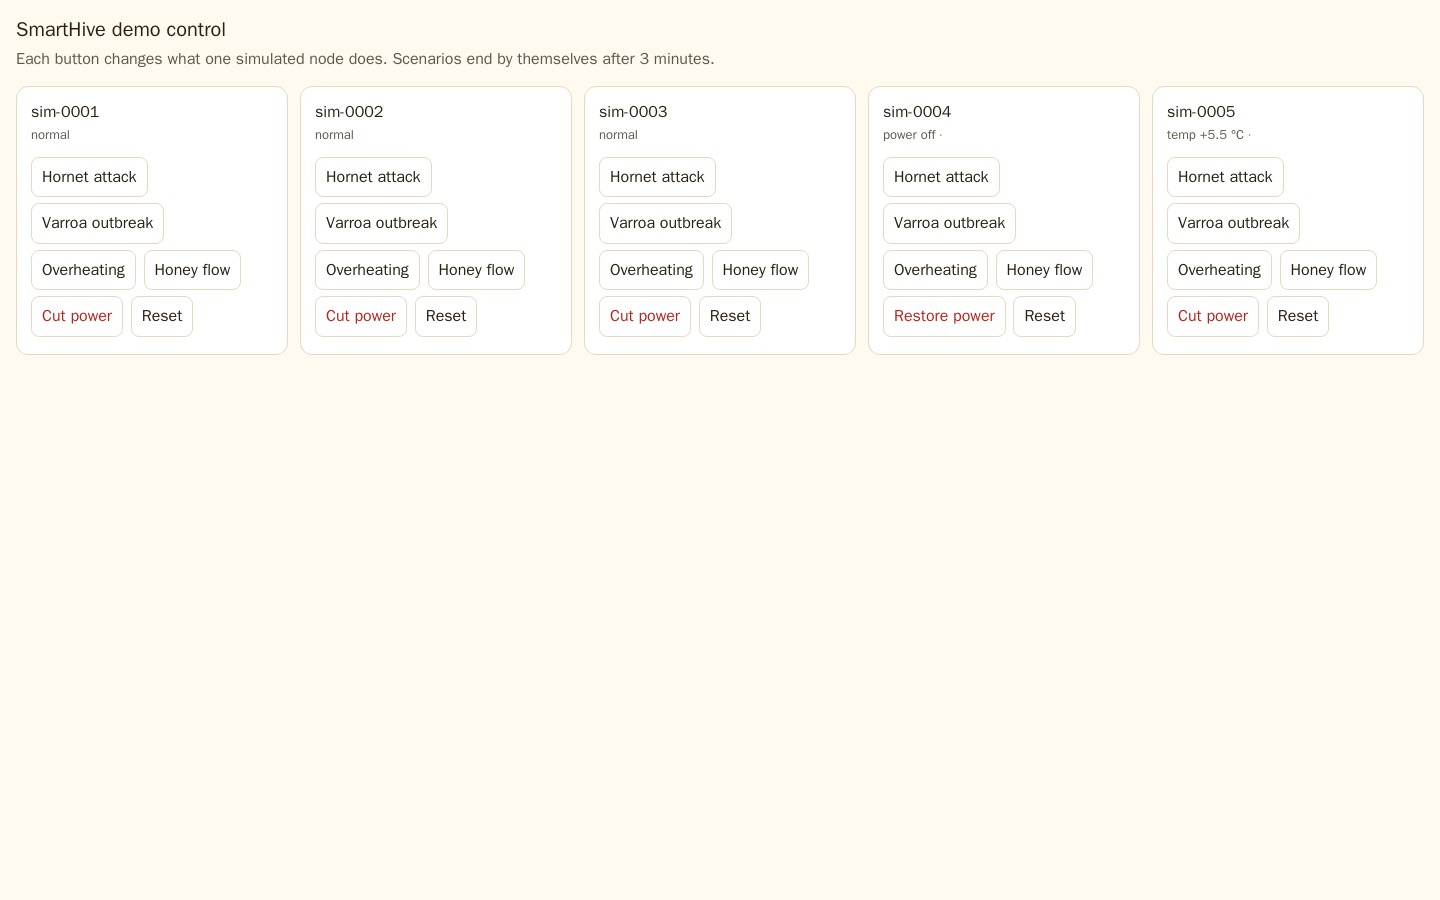 SmartHive demo control
Each button changes what one simulated node does. Scenarios end by themselves after 3 minutes.
sim-0001
normal
Hornet attack
Varroa outbreak
Overheating Honey flow
Cut power Reset
sim-0002
normal
Hornet attack
Varroa outbreak
Overheating Honey flow
Cut power Reset
sim-0003
normal
Hornet attack
Varroa outbreak
Overheating Honey flow
Cut power Reset
sim-0004
power off ·
Hornet attack
Varroa outbreak
Overheating Honey flow
Restore power Reset
sim-0005
temp +5.5 °C ·
Hornet attack
Varroa outbreak
Overheating Honey flow
Cut power Reset